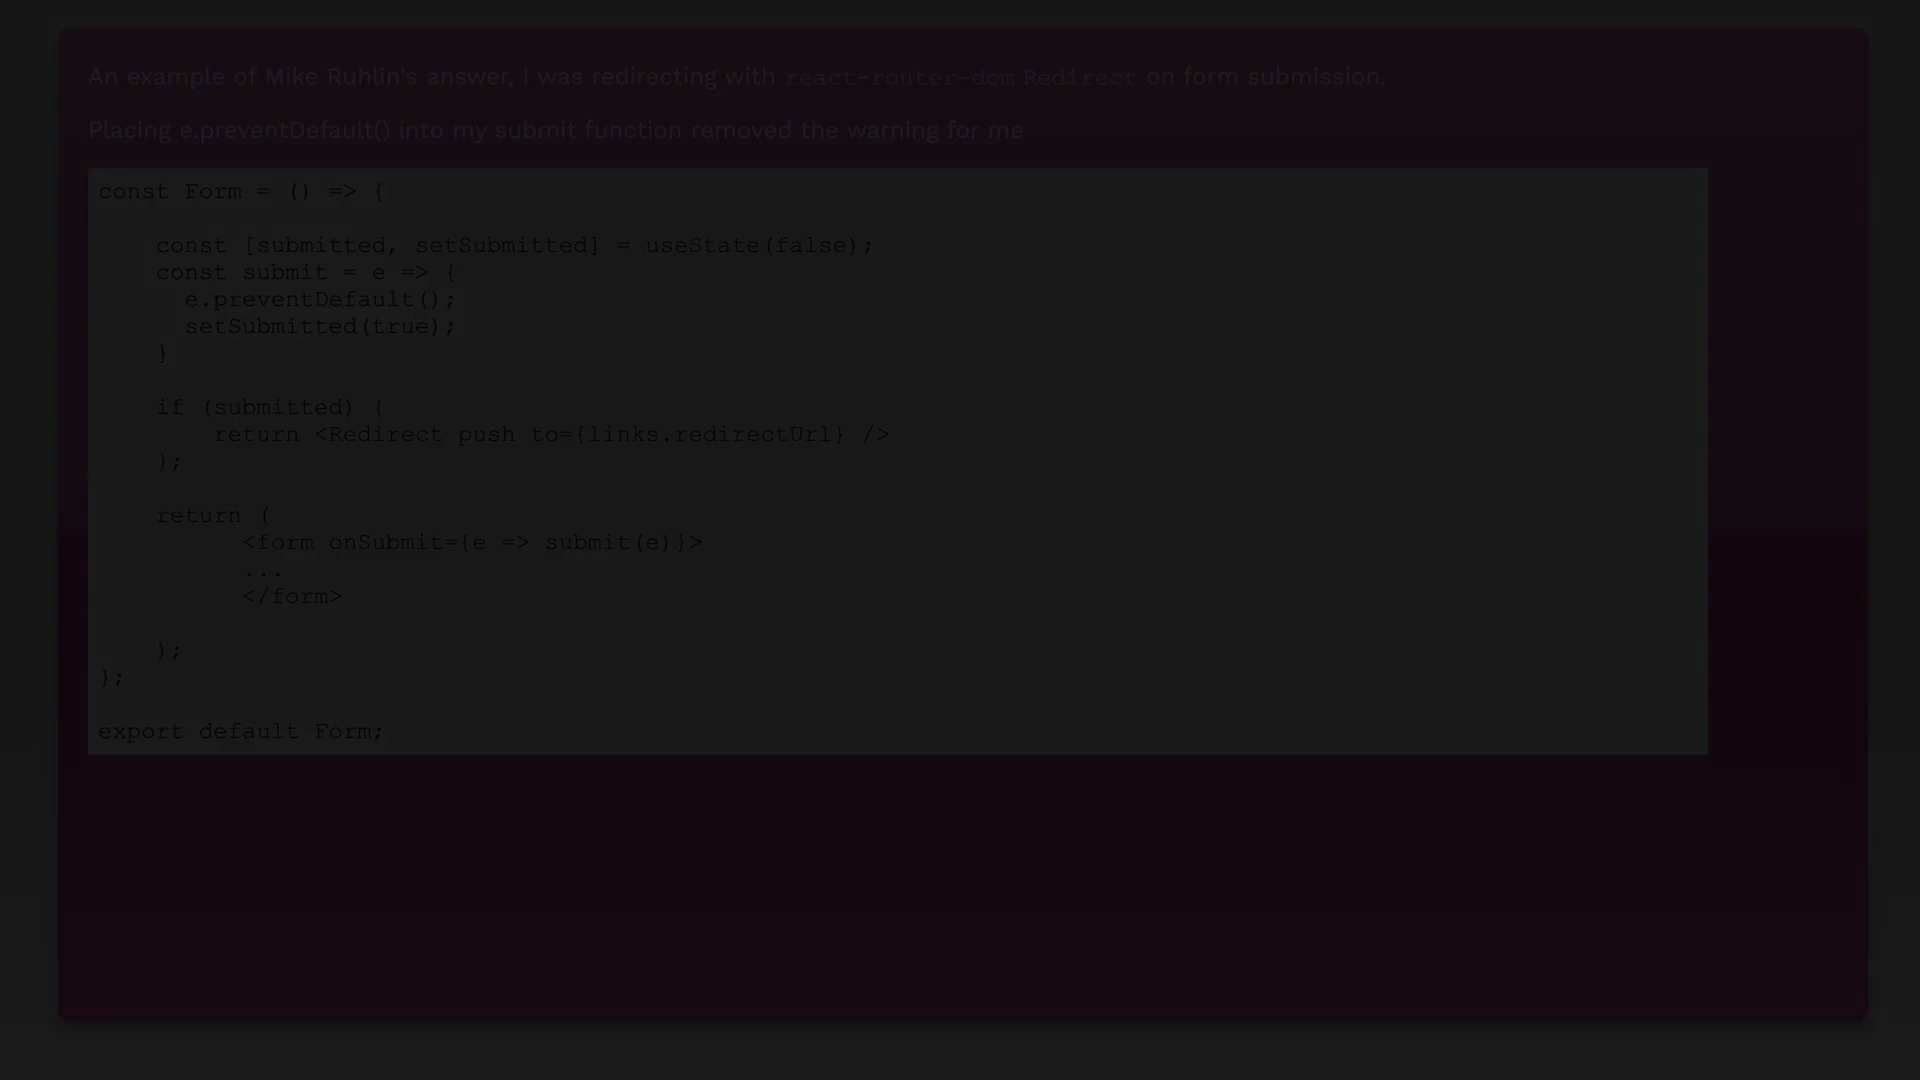 An example of Mike Ruhlin's answer, I was redirecting with react-router-dom Redirect on form submission.
Placing e.preventDefault() into my submit function removed the warning for me
const Form = () => {
const [submitted, setSubmitted] = useState(false);
const submit = e => {
e.preventDefault();
setSubmitted(true);
}
if (submitted) {
return <Redirect push to={links.redirectUrl} />
};
return (
<form onSubmit={e => submit(e)}>
...
</form>
);
};
export default Form;